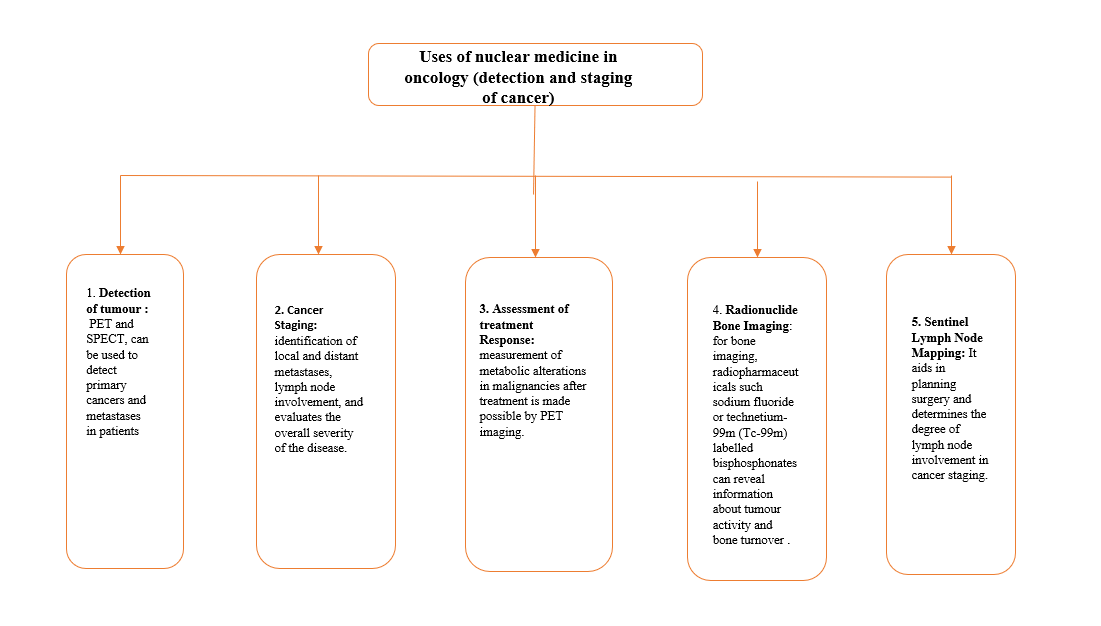 Uses of nuclear medicine in
oncology (detection and staging
of cancer)
1. Detection
of tumour :
PET and
SPECT, can
be used to
detect
primary
cancers and
metastases
in patients
2. Cancer
Staging:
identification of
local and distant
metastases,
lymph node
involvement, and
evaluates the
overall severity
of the disease.
3. Assessment of
treatment
Response:
measurement of
metabolic alterations
in malignancies after
treatment is made
possible by PET
imaging.
4. Radionuclide
Bone Imaging:
for bone
imaging,
radiopharmaceut
icals such
sodium fluoride
or technetium-
99m (Tc-99m)
labelled
bisphosphonates
can reveal
information
about tumour
activity and
bone turnover .
5. Sentinel
Lymph Node
Mapping: It
aids in
planning
surgery and
determines the
degree of
lymph node
involvement in
cancer staging.